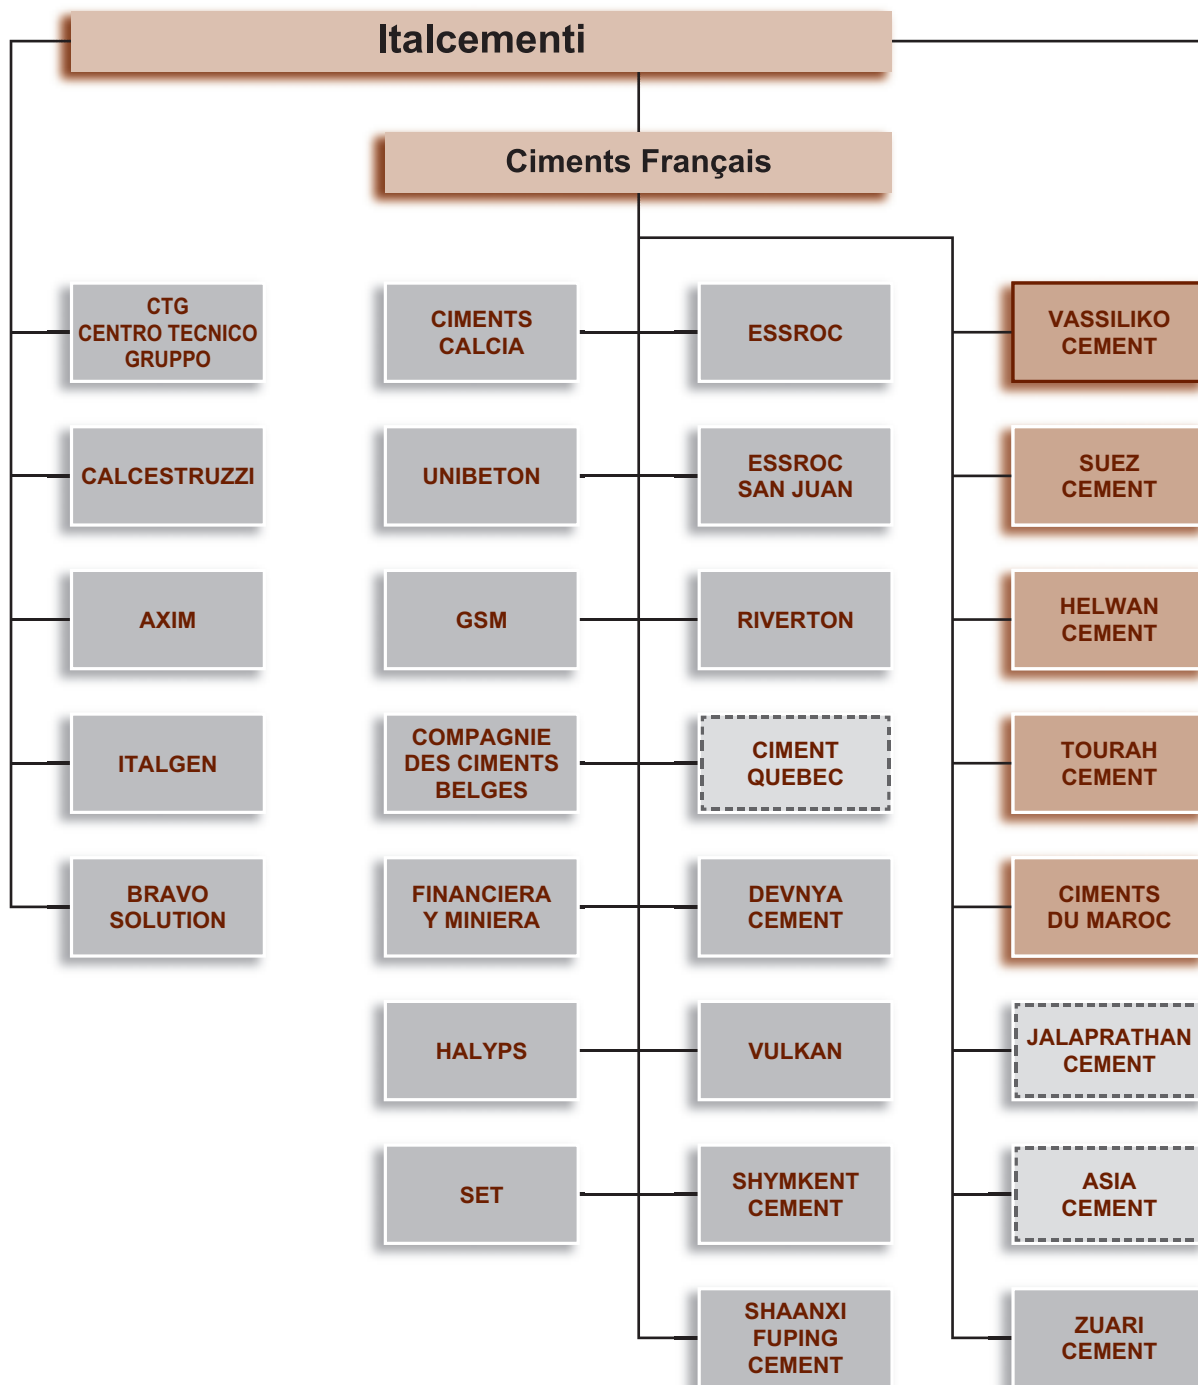 Italcementi
Ciments Français
CTG
CENTRO TECNICO
GRUPPO
CALCESTRUZZI
AXIM
ITALGEN
BRAVO
SOLUTION
CIMENTS
CALCIA
UNIBETON
GSM
COMPAGNIE
DES CIMENTS
BELGES
FINANCIERA
Y MINIERA
HALYPS
SET
ESSROC
ESSROC
SAN JUAN
RIVERTON
CIMENT
QUEBEC
DEVNYA
CEMENT
VULKAN
SHYMKENT
CEMENT
SHAANXI
FUPING
CEMENT
VASSILIKO
CEMENT
SUEZ
CEMENT
HELWAN
CEMENT
TOURAH
CEMENT
CIMENTS
DU MAROC
JALAPRATHAN
CEMENT
ASIA
CEMENT
ZUARI
CEMENT